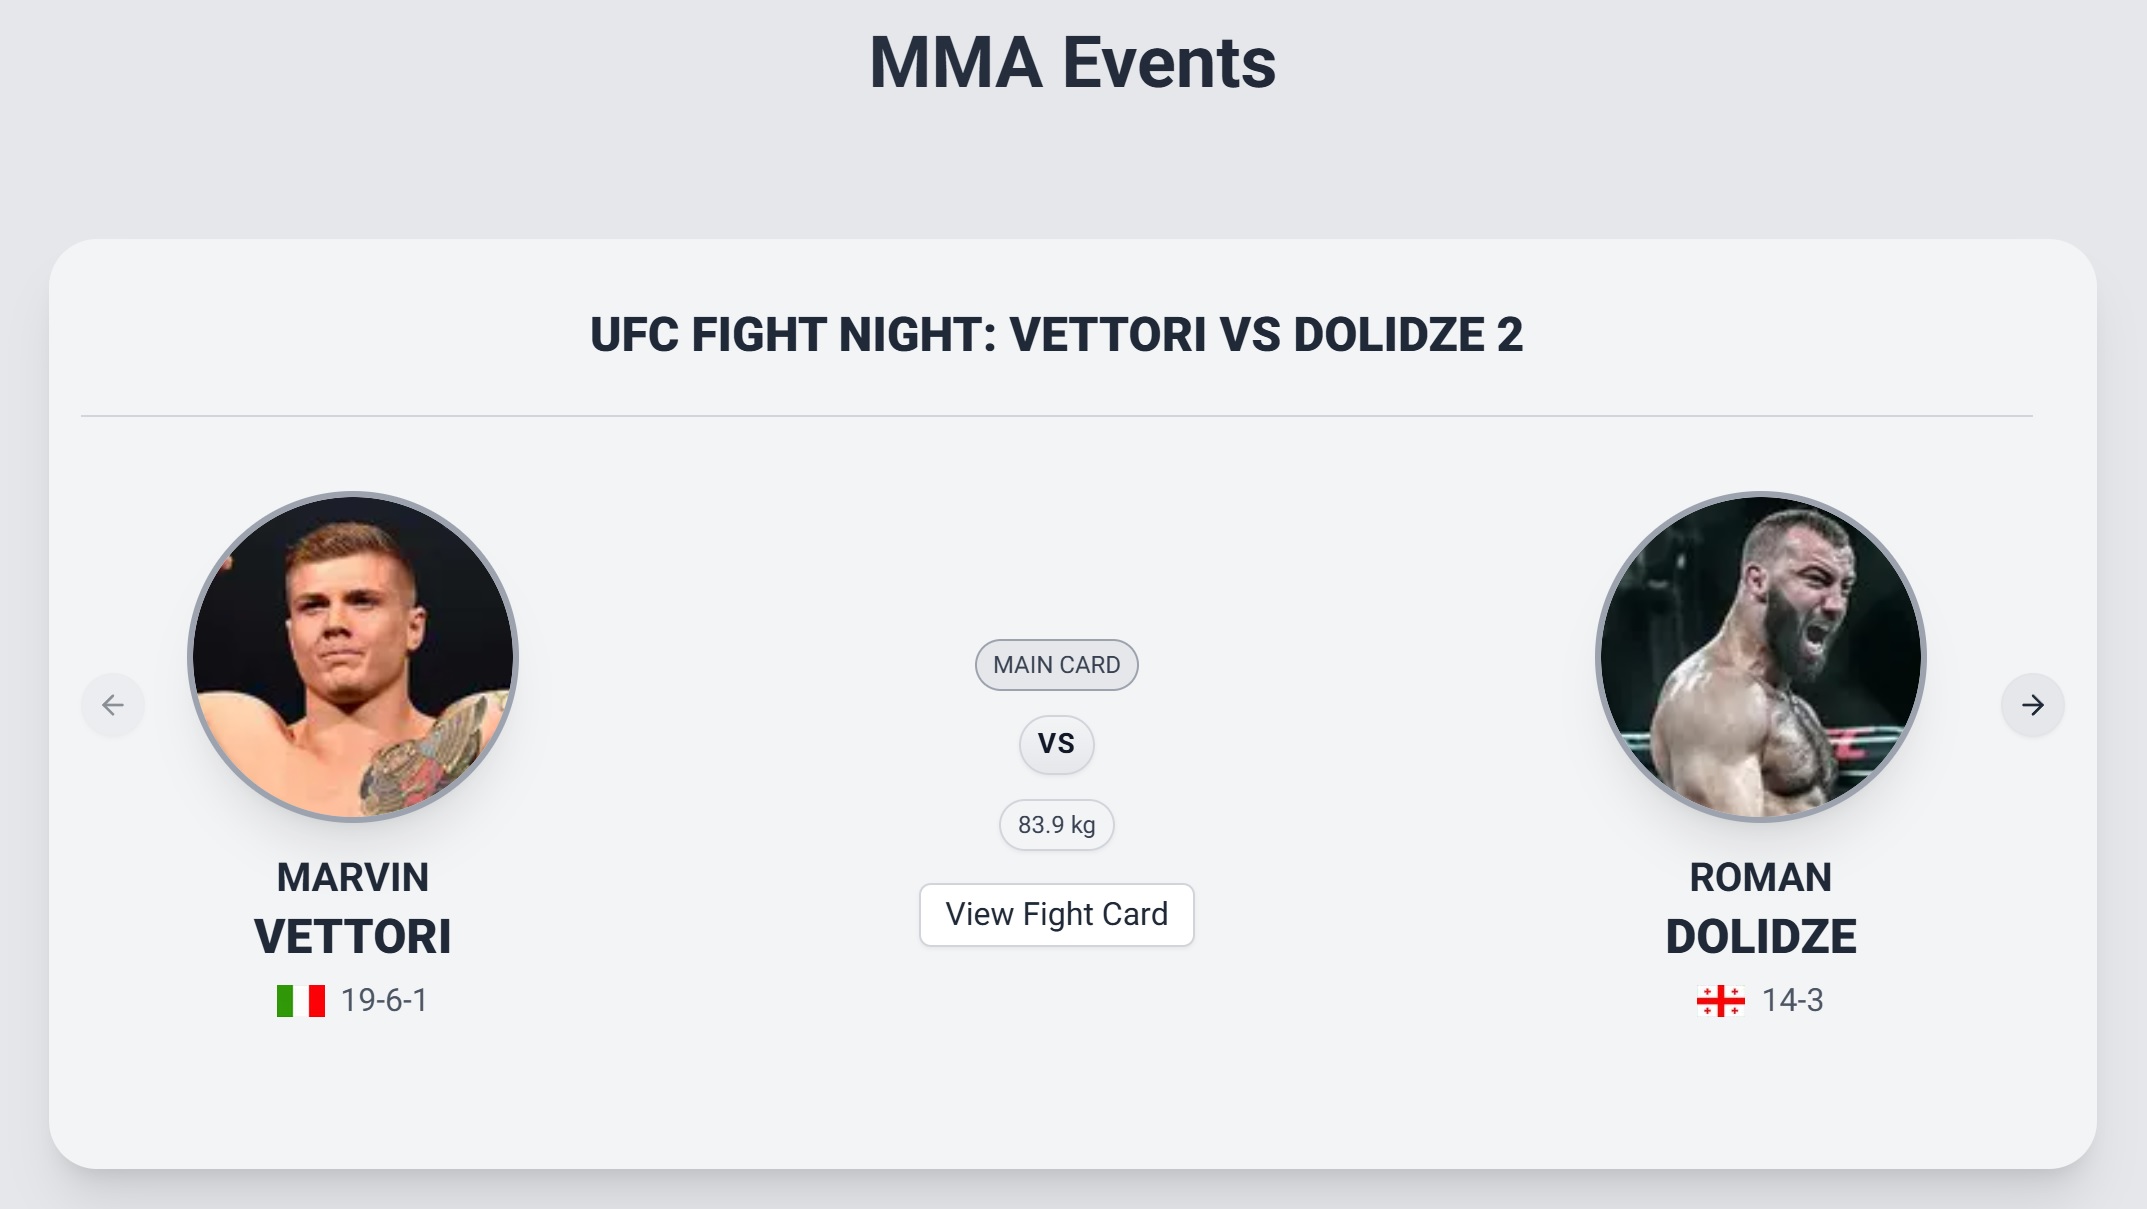 MMA Events
UFC FIGHT NIGHT: VETTORI VS DOLIDZE 2
MAIN CARD
VS
83.9 kg
View Fight Card
MARVIN
VETTORI
19-6-1
ROMAN
DOLIDZE
14-3